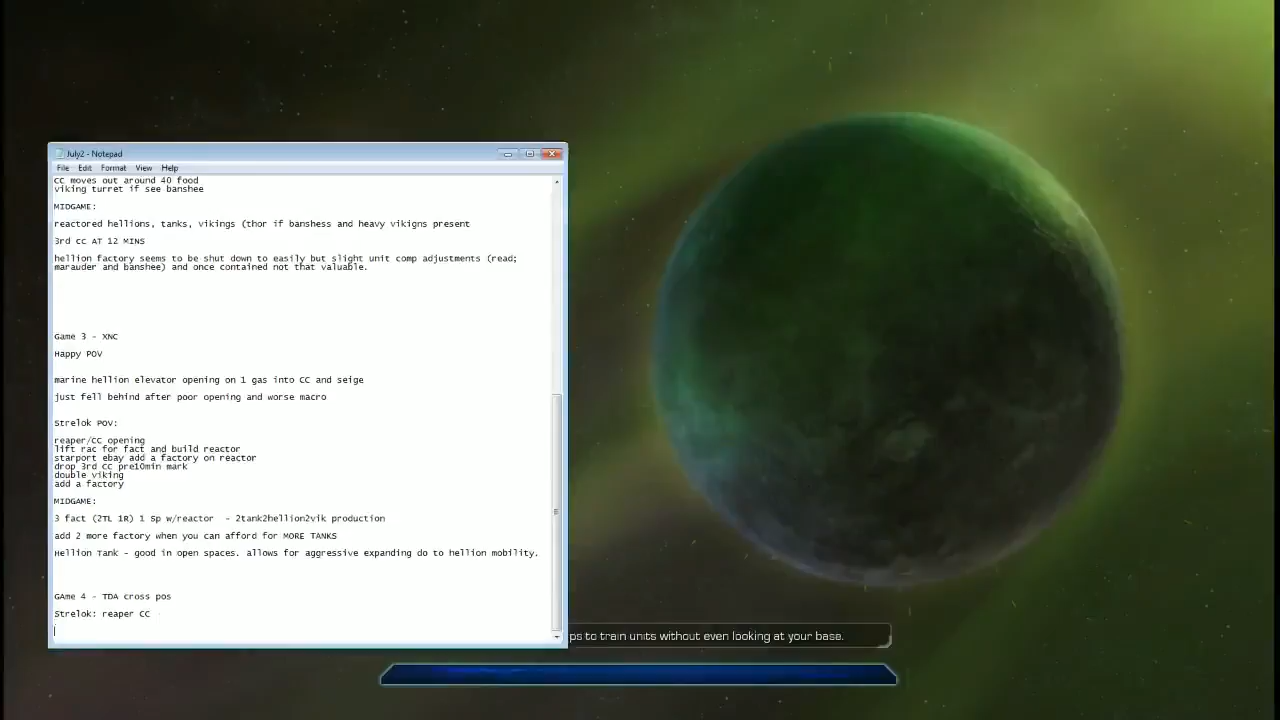 July2 - Notepad
File Edit Format View Help
CC moves out around 40 food
viking turret if see banshee
MIDGAME:
reactored hellions, tanks, vikings (thor if banshess and heavy vikigns present
3rd cc AT 12 MINS
hellion factory seems to be shut down to easily but slight unit comp adjustments (read;
marauder and banshee) and once contained not that valuable.
Game 3 - XNC
Happy POV
marine hellion elevator opening on 1 gas into CC and seige
just fell behind after poor opening and worse macro
Strelok POV:
reaper/CC opening
lift rac for fact and build reactor
starport ebay add a factory on reactor
drop 3rd CC pre10min mark
double viking
add a factory
MIDGAME:
3 fact (2TL 1R) 1 Sp w/reactor - 2tank2hellion2vik production
add 2 more factory when you can afford for MORE TANKS
Hellion Tank - good in open spaces. allows for aggressive expanding do to hellion mobility.
GAme 4 - TDA cross pos
Strelok: reaper CC
ps to train units without even looking at your base.